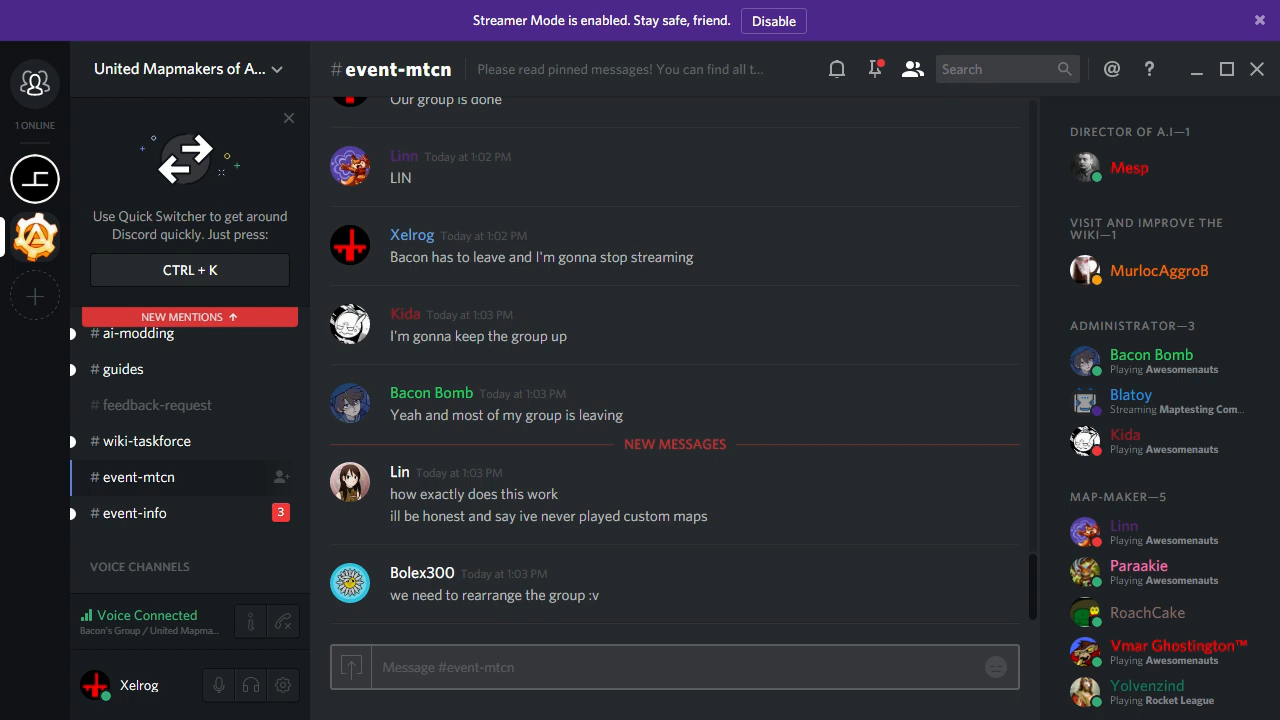 Streamer Mode is enabled. Stay safe, friend. Disable
United Mapmakers of A...
#event-mtcn
Please read pinned messages! You can find all t...
Search
1 ONLINE
Use Quick Switcher to get around
Discord quickly. Just press:
CTRL + K
NEW MENTIONS
# ai-modding
# guides
# feedback-request
# wiki-taskforce
# event-mtcn
# event-info 3
VOICE CHANNELS
Voice Connected
Bacon's Group / United Mapma...
Xelrog
Our group is done
Linn Today at 1:02 PM
LIN
Xelrog Today at 1:02 PM
Bacon has to leave and I'm gonna stop streaming
Kida Today at 1:03 PM
I'm gonna keep the group up
Bacon Bomb Today at 1:03 PM
Yeah and most of my group is leaving
NEW MESSAGES
Lin Today at 1:03 PM
how exactly does this work
ill be honest and say ive never played custom maps
Bolex300 Today at 1:03 PM
we need to rearrange the group :v
Message #event-mtcn
DIRECTOR OF A.I—1
Mesp
VISIT AND IMPROVE THE
WIKI—1
MurlocAggroB
ADMINISTRATOR—3
Bacon Bomb
Playing Awesomenauts
Blatoy
Streaming Maptesting Com...
Kida
Playing Awesomenauts
MAP-MAKER—5
Linn
Playing Awesomenauts
Paraakie
Playing Awesomenauts
RoachCake
Vmar Ghostington™
Playing Awesomenauts
Yolvenzind
Playing Rocket League